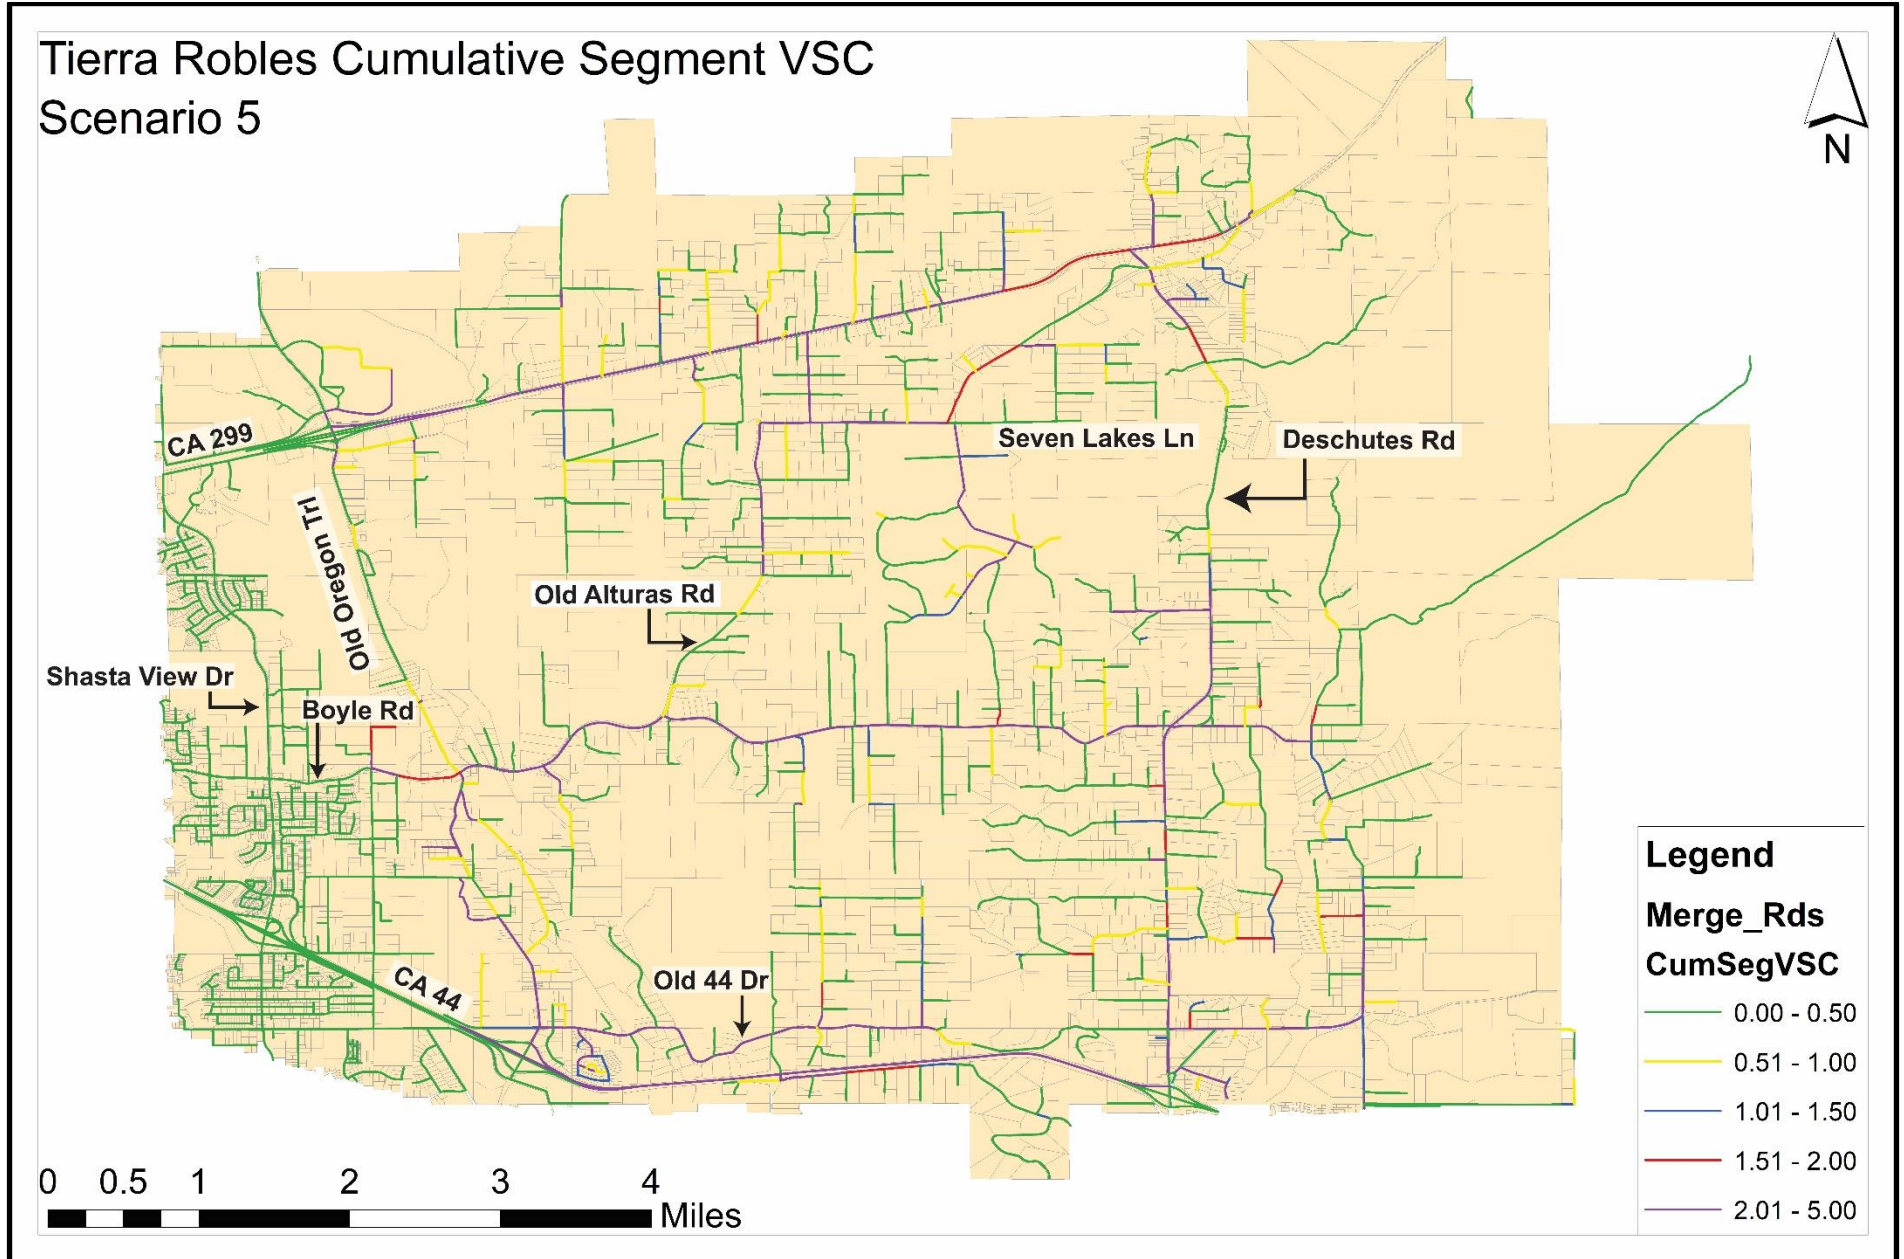 Tierra Robles Cumulative Segment VSC
Scenario 5
N
CA 299
Seven Lakes Ln
Deschutes Rd
Old Oregon Trl
Old Alturas Rd
Shasta View Dr
Boyle Rd
CA 44
Old 44 Dr
Legend
Merge_Rds
CumSegVSC
0.00 - 0.50
0.51 - 1.00
1.01 - 1.50
1.51 - 2.00
2.01 - 5.00
0 0.5 1 2 3 4
Miles